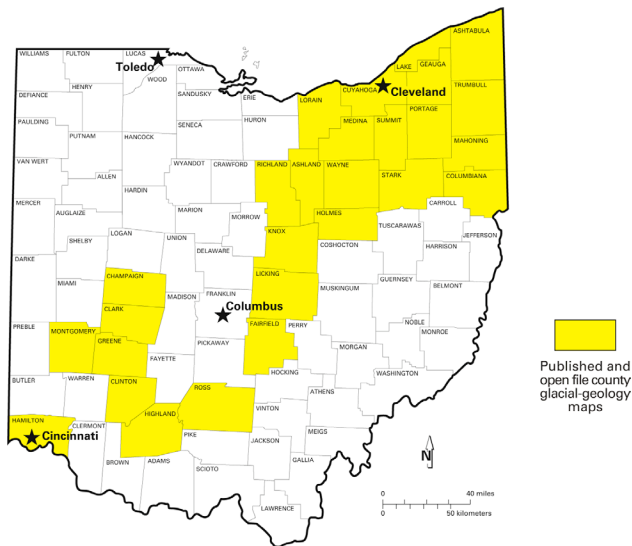 ASHTABULA
WILLIAMS
FULTON
LUCAS
Toledo
OTTAWA
LAKE
GEAUGA
WOOD
HENRY
SANDUSKY
ERIE
CUYAHOGA
Cleveland
TRUMBULL
DEFIANCE
LORAIN
PORTAGE
PAULDING
SENECA
HURON
MEDINA
SUMMIT
PUTNAM
HANCOCK
MAHONING
VAN WERT
WYANDOT
CRAWFORD
RICHLAND
ASHLAND
WAYNE
ALLEN
STARK
COLUMBIANA
HARDIN
MERCER
AUGLAIZE
MARION
MORROW
HOLMES
CARROLL
TUSCARAWAS
JEFFERSON
LOGAN
UNION
KNOX
SHELBY
DELAWARE
COSHOCTON
HARRISON
DARKE
CHAMPAIGN
LICKING
MIAMI
MADISON
FRANKLIN
MUSKINGUM
GUERNSEY
BELMONT
CLARK
Columbus
PREBLE
MONTGOMERY
FAIRFIELD
PERRY
NOBLE
MONROE
GREENE
PICKAWAY
MORGAN
FAYETTE
HOCKING
WASHINGTON
BUTLER
WARREN
CLINTON
ROSS
ATHENS
VINTON
HAMILTON
CLERMONT
HIGHLAND
Cincinnati
PIKE
JACKSON
MEIGS
BROWN
ADAMS
SCIOTO
GALLIA
LAWRENCE
Published and
open file county
glacial-geology
maps
N
0 40 miles
0 50 kilometers